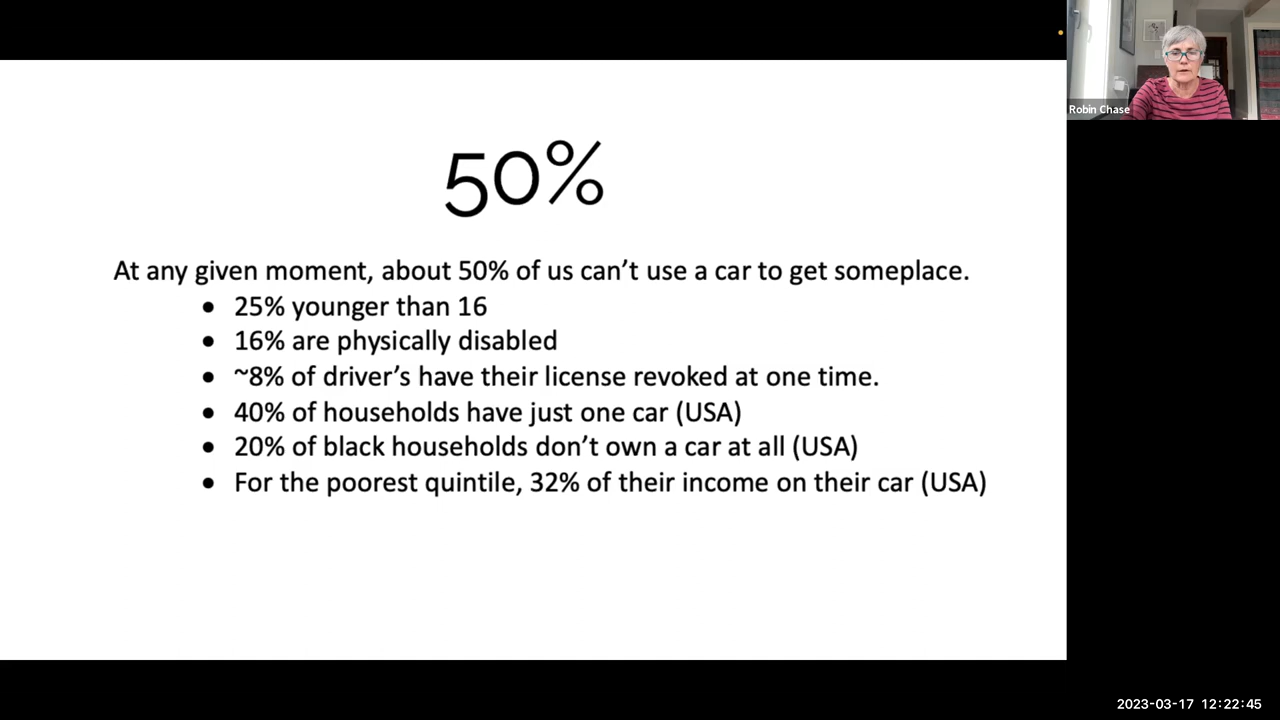 50%
At any given moment, about 50% of us can’t use a car to get someplace.
• 25% younger than 16
• 16% are physically disabled
• ~8% of driver’s have their license revoked at one time.
• 40% of households have just one car (USA)
• 20% of black households don’t own a car at all (USA)
• For the poorest quintile, 32% of their income on their car (USA)
Robin Chase
2023-03-17 12:22:45